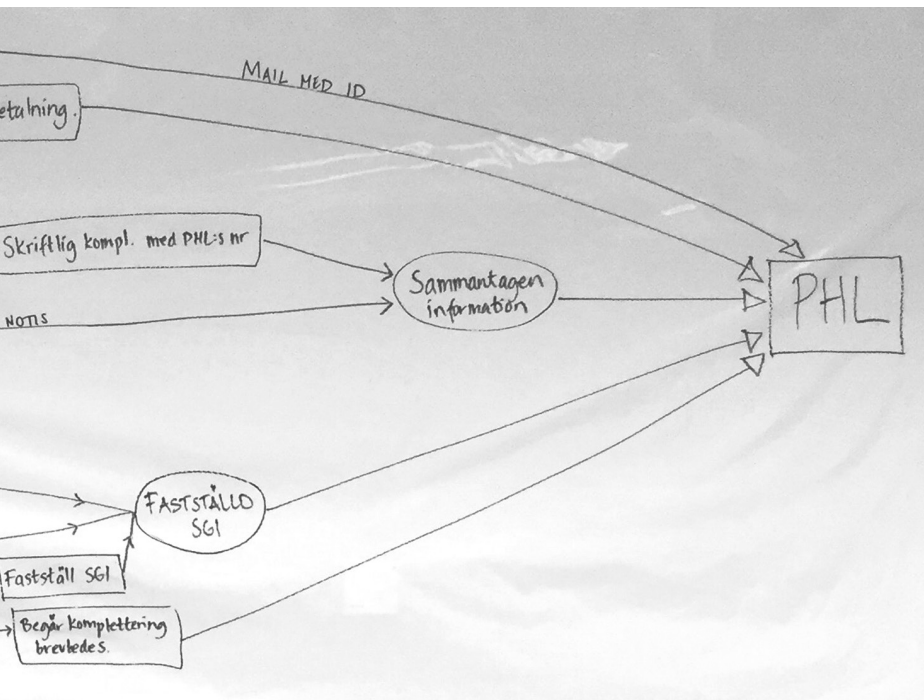 MAIL MED ID
etalning.
Skriftlig kompl. med PHL:s nr
Sammantagen
information
PHL
NOTIS
FASTSTÄLLD
SGI
Fastställ SGI
Begär komplettering
brevledes.